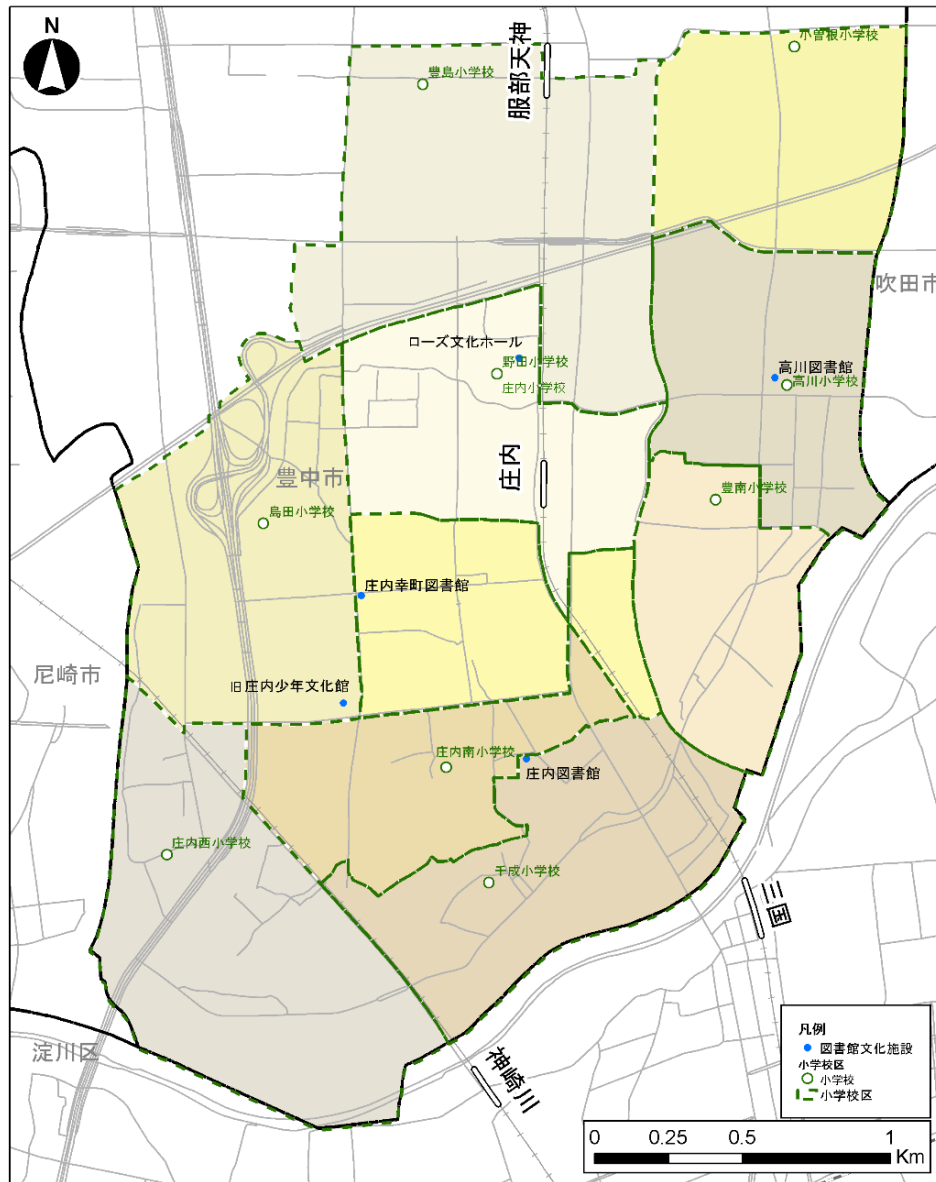 N
小曽根小学校
服部天神
豊島小学校
吹田市
ローズ文化ホール
野田小学校
庄内小学校
高川図書館
高川小学校
庄内
豊中市
豊南小学校
島田小学校
庄内幸町図書館
尼崎市
旧庄内少年文化館
庄内南小学校
庄内図書館
庄内西小学校
千成小学校
三国
淀川区
神崎川
凡例
図書館文化施設
小学校区
小学校
小学校区
0 0.25 0.5 1
Km